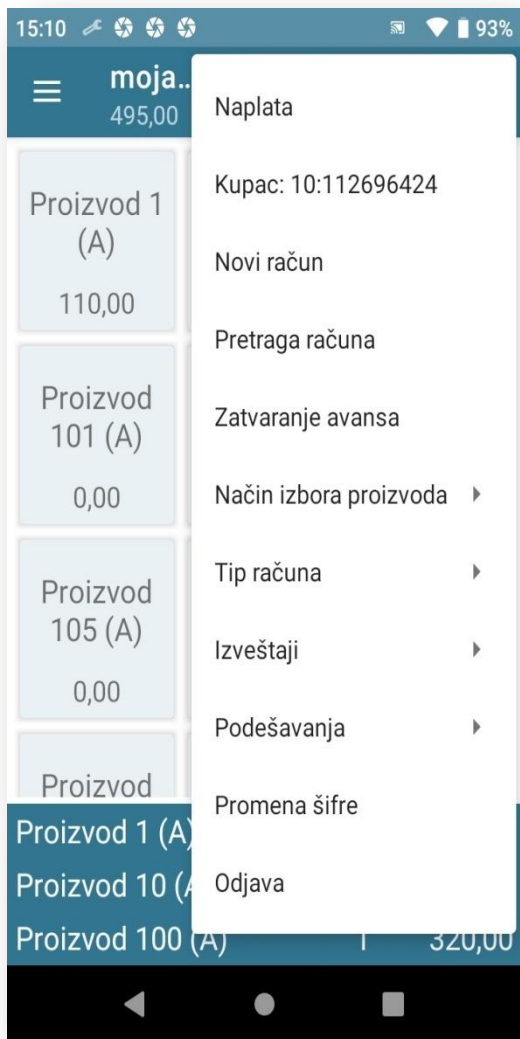 15:10 93%
moja...
495,00
Proizvod 1
(A)
110,00
Proizvod
101 (A)
0,00
Proizvod
105 (A)
0,00
Proizvod
Naplata
Kupac: 10:112696424
Novi račun
Pretraga računa
Zatvaranje avansa
Način izbora proizvoda
Tip računa
Izveštaji
Podešavanja
Promena šifre
Odjava
Proizvod 1 (A)
Proizvod 10 (A
Proizvod 100 (A) 1 320,00